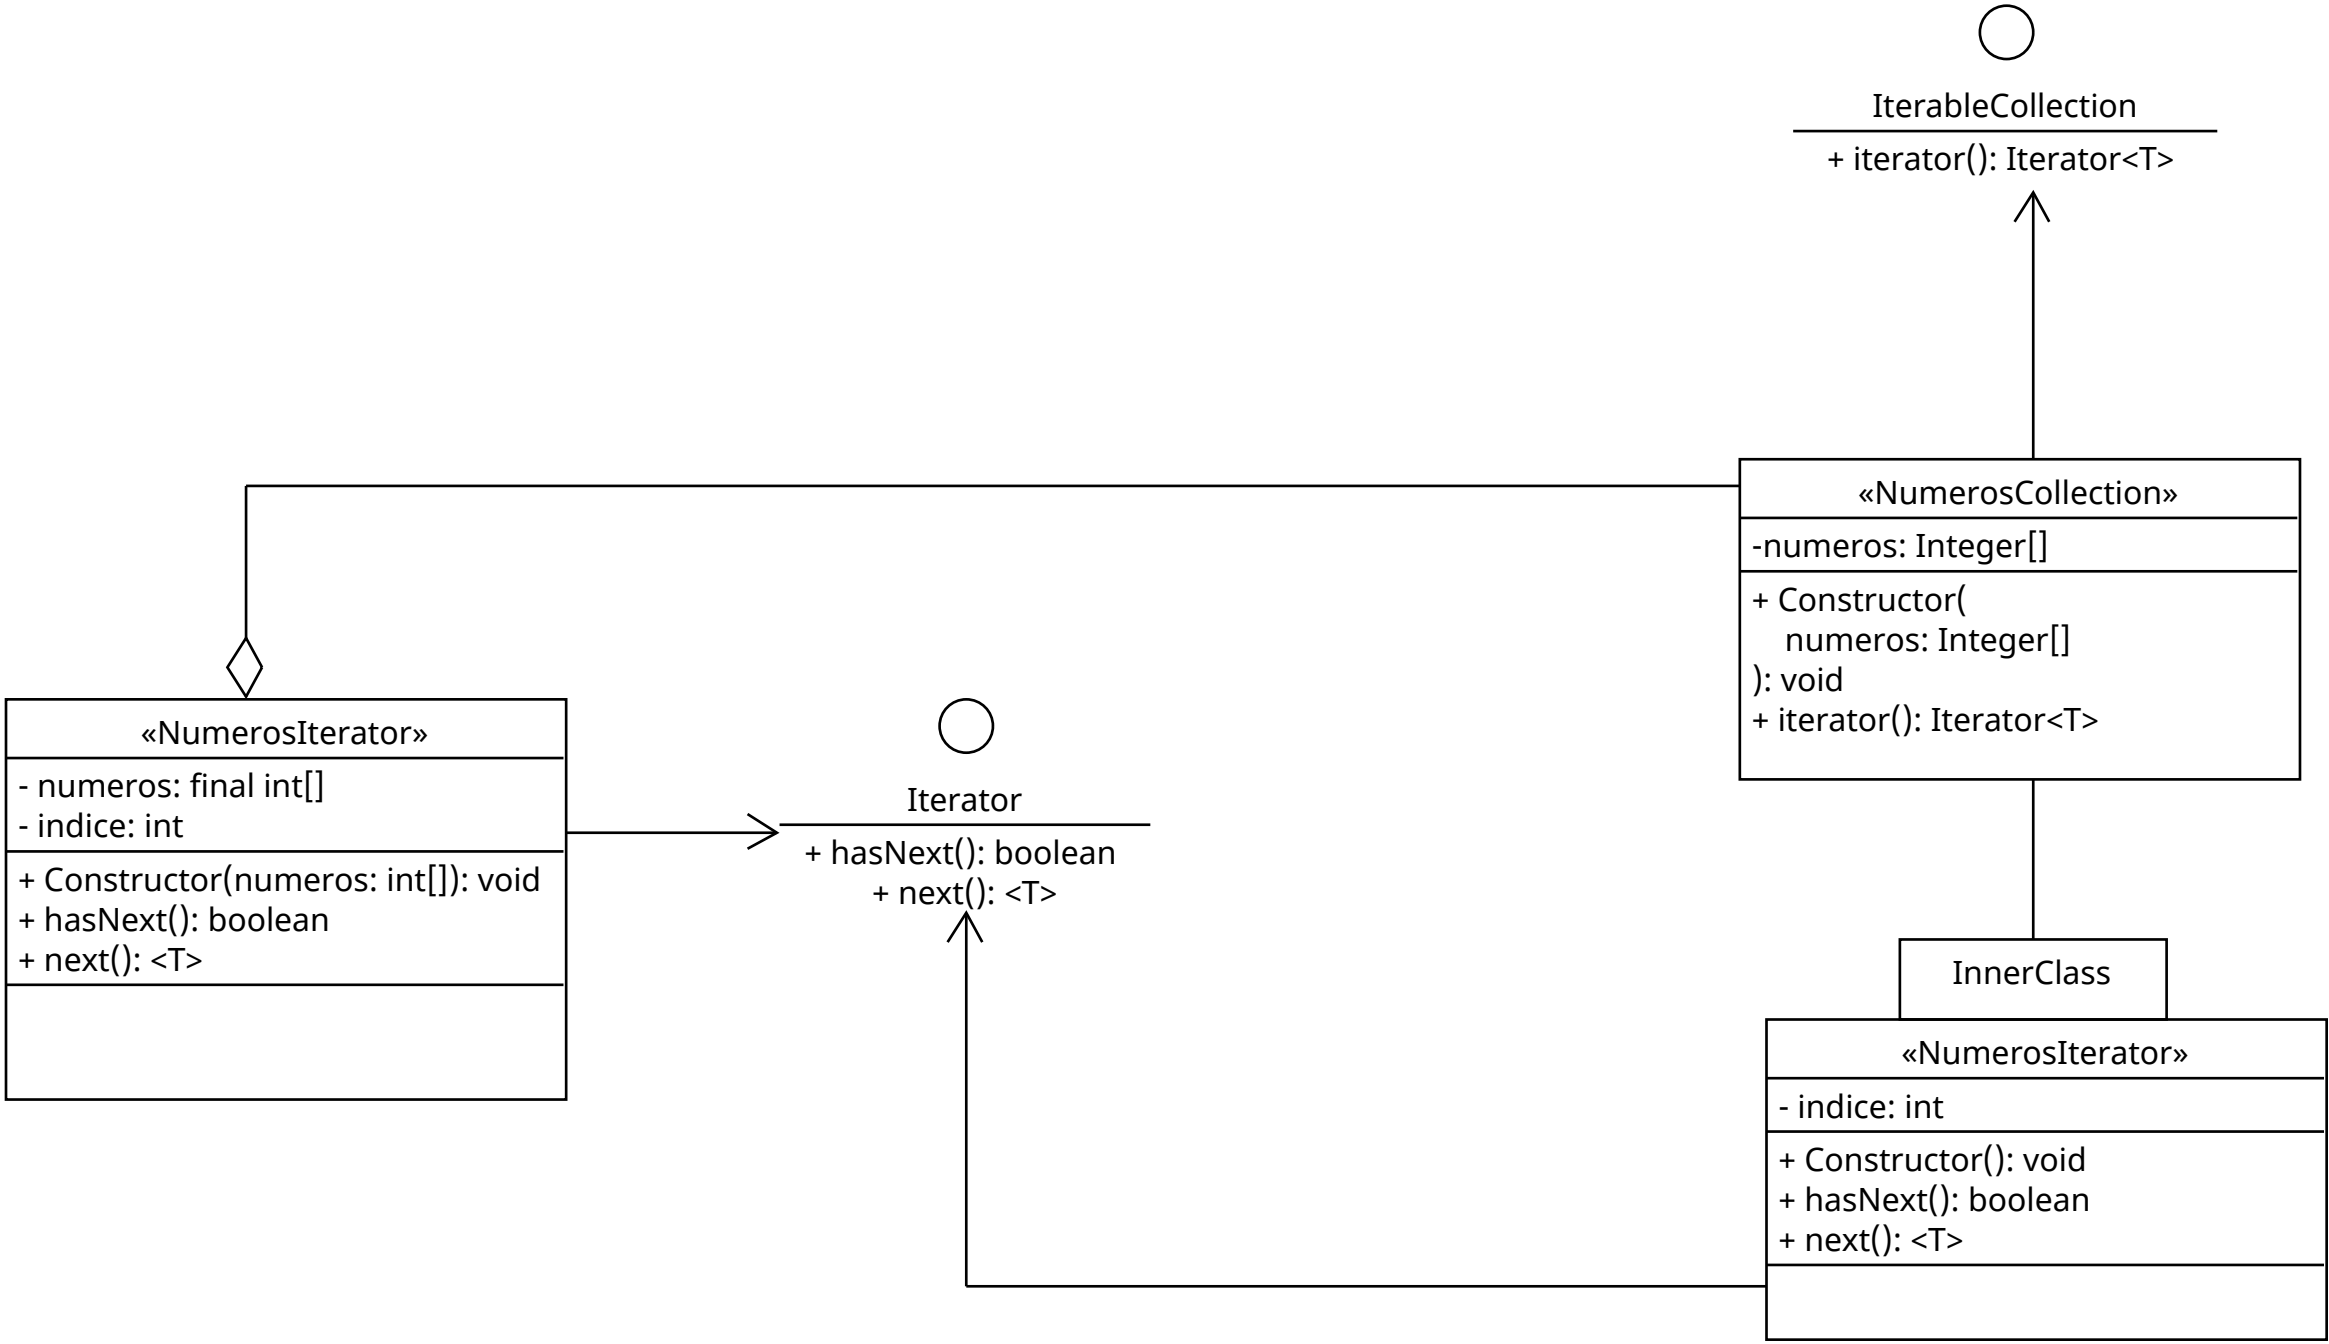 IterableCollection
+ iterator(): Iterator<T>
«NumerosCollection»
-numeros: Integer[]
+ Constructor(
numeros: Integer[]
): void
+ iterator(): Iterator<T>
«NumerosIterator»
- numeros: final int[]
- indice: int
+ Constructor(numeros: int[]): void
+ hasNext(): boolean
+ next(): <T>
Iterator
+ hasNext(): boolean
+ next(): <T>
InnerClass
«NumerosIterator»
- indice: int
+ Constructor(): void
+ hasNext(): boolean
+ next(): <T>